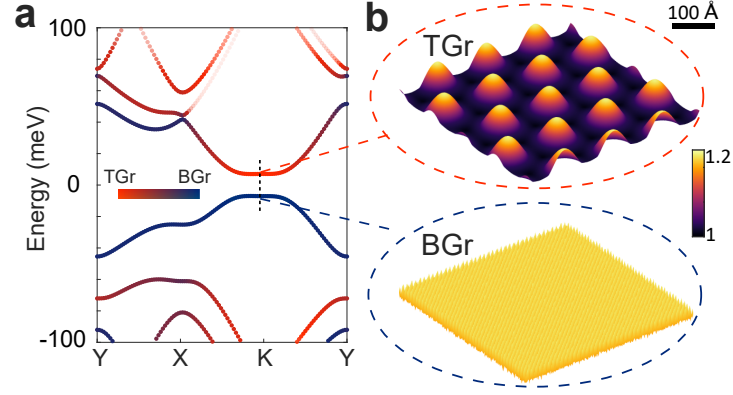 a
100
0
-100
Energy (meV)
TGr BGr
Y X K Y
b
TGr
100 Å
1.2
1
BGr